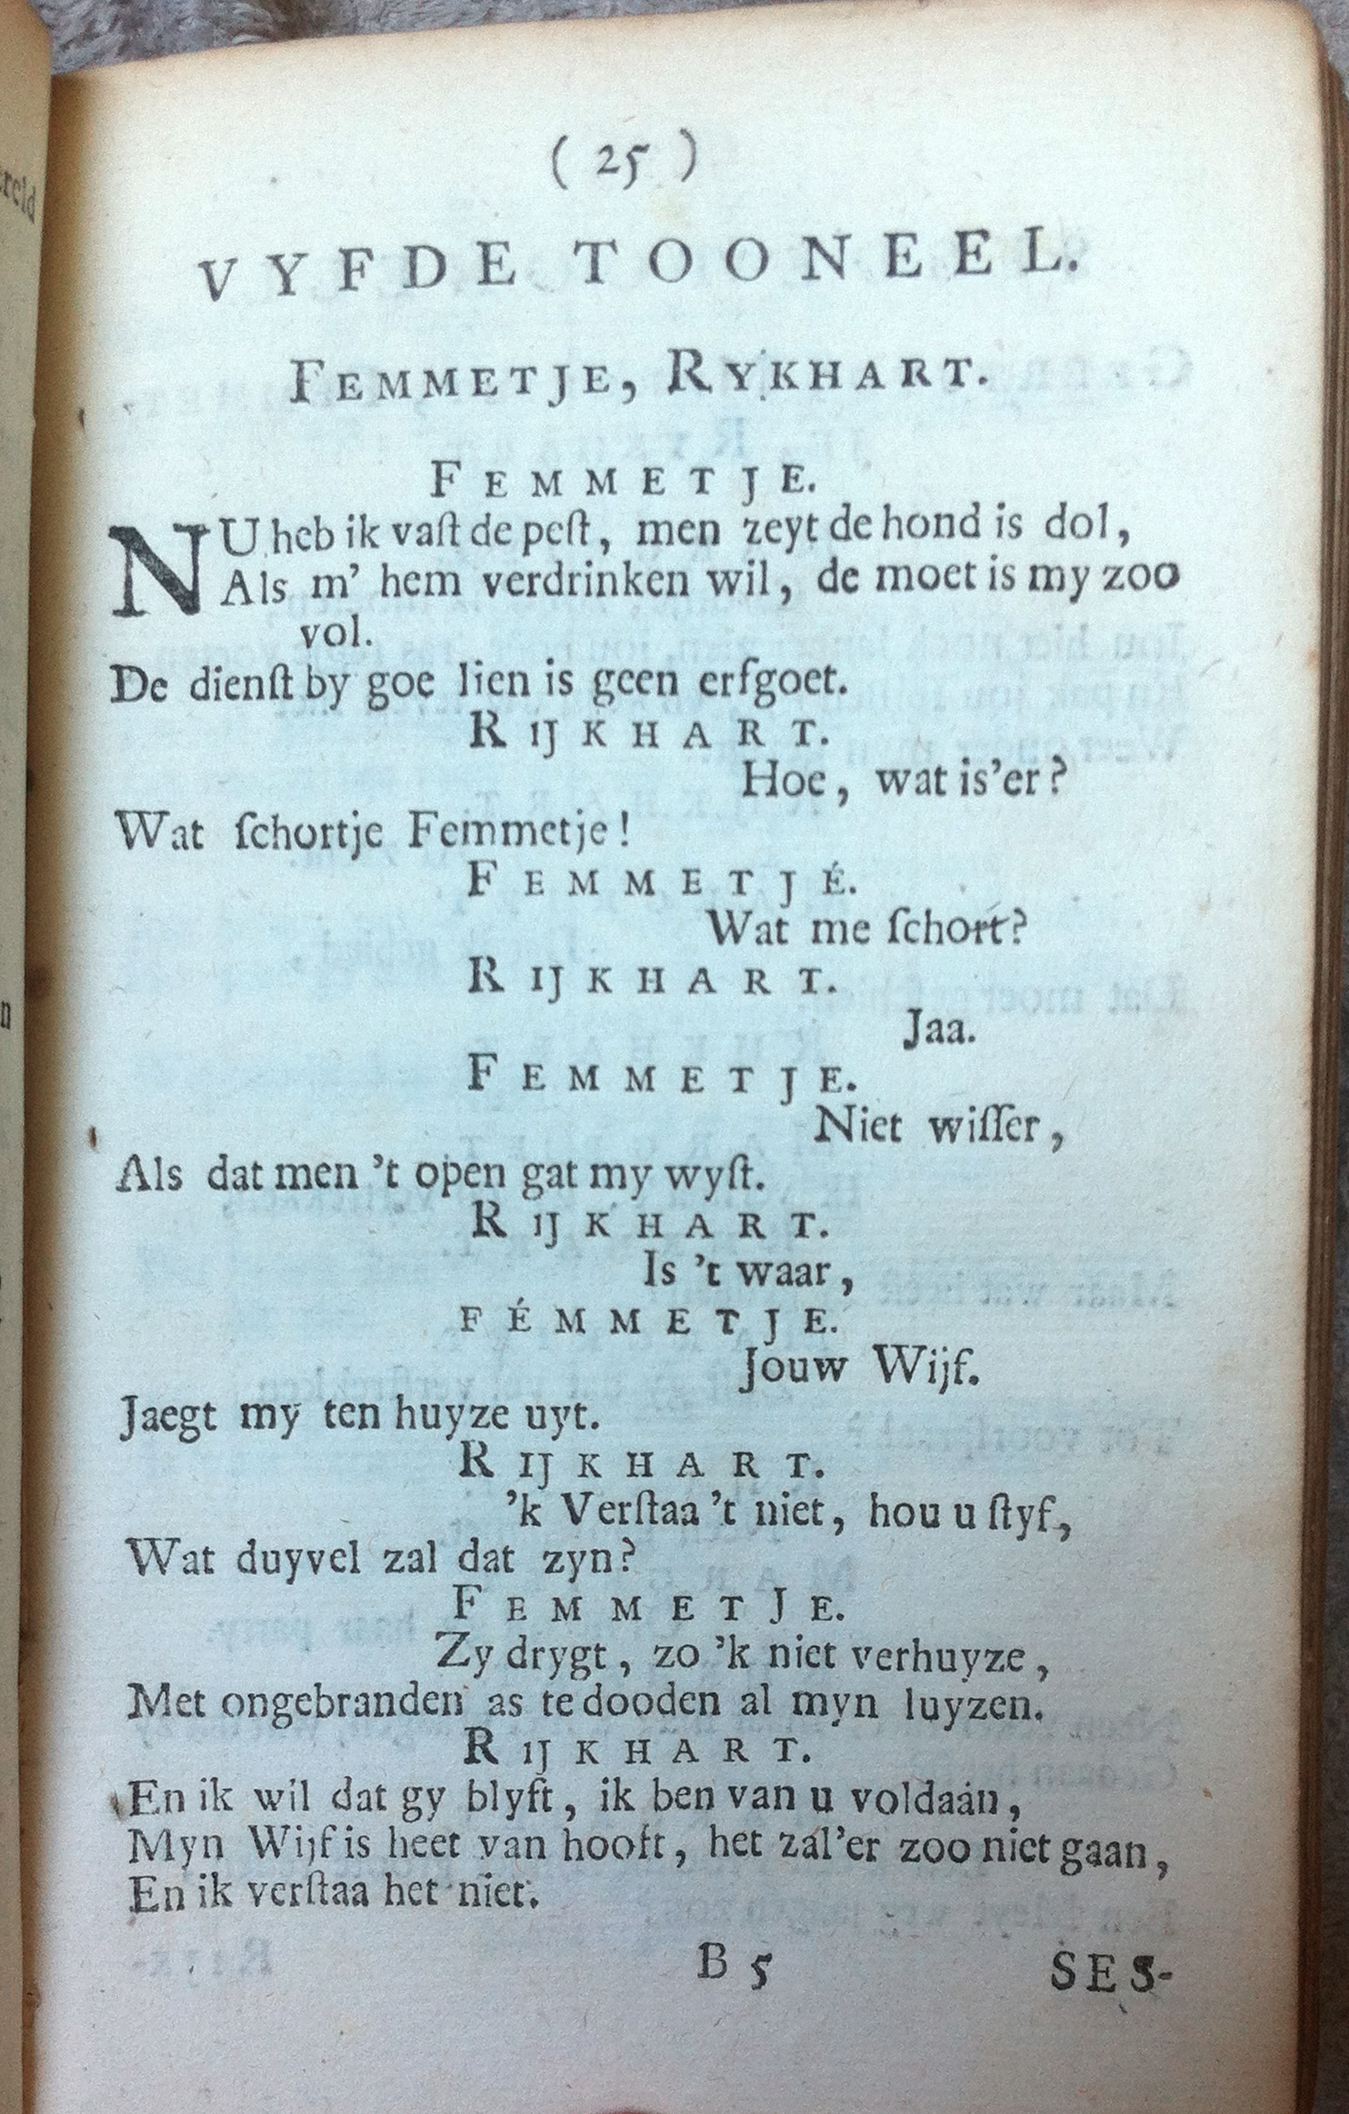 ( 25 )
VYFDE TOONEEL.
FEMMETJE, RYKHART.
FEMMETJE.
NU heb ik vaſt de peſt, men zeyt de hond is dol,
Als m' hem verdrinken wil, de moet is my zoo
vol.
De dienſt by goe lien is geen erfgoet.
RIJKHART.
Hoe, wat is'er?
Wat ſchortje Femmetje!
FEMMETJÉ.
Wat me ſchort?
RIJKHART.
Jaa.
FEMMETJE.
Niet wiſſer,
Als dat men 't open gat my wyſt.
RIJKHART.
Is 't waar,
FÉMMETJE.
Jouw Wijf.
Jaegt my ten huyze uyt.
RIJKHART.
'k Verſtaa 't niet, hou u ſtyf,
Wat duyvel zal dat zyn?
FEMMETJE.
Zy drygt, zo 'k niet verhuyze,
Met ongebranden as te dooden al myn luyzen.
RIJKHART.
En ik wil dat gy blyft, ik ben van u voldaan,
Myn Wijf is heet van hooft, het zal'er zoo niet gaan,
En ik verſtaa het niet.
B 5 SES-